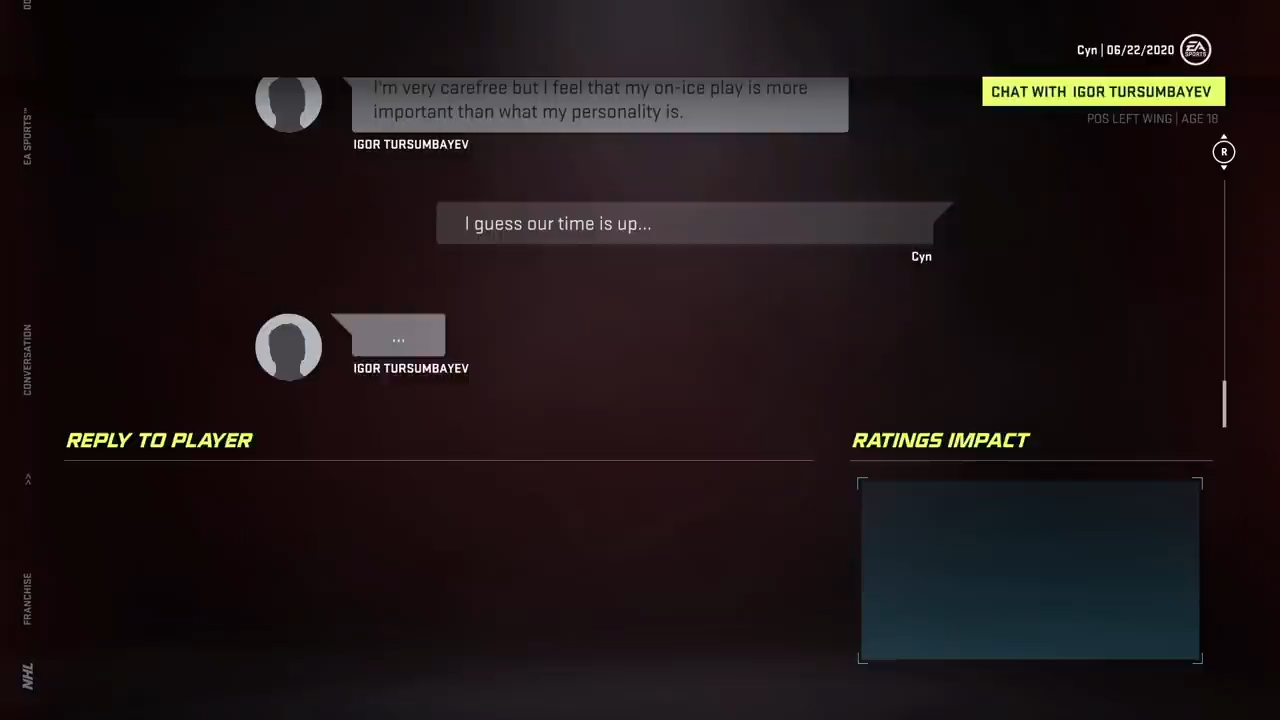 Cyn | 06/22/2020
EA SPORTS
CHAT WITH IGOR TURSUMBAYEV
POS LEFT WING | AGE 18
R
I'm very carefree but I feel that my on-ice play is more
important than what my personality is.
IGOR TURSUMBAYEV
I guess our time is up...
Cyn
...
IGOR TURSUMBAYEV
REPLY TO PLAYER
RATINGS IMPACT
EA SPORTS™
CONVERSATION
>>
FRANCHISE
NHL